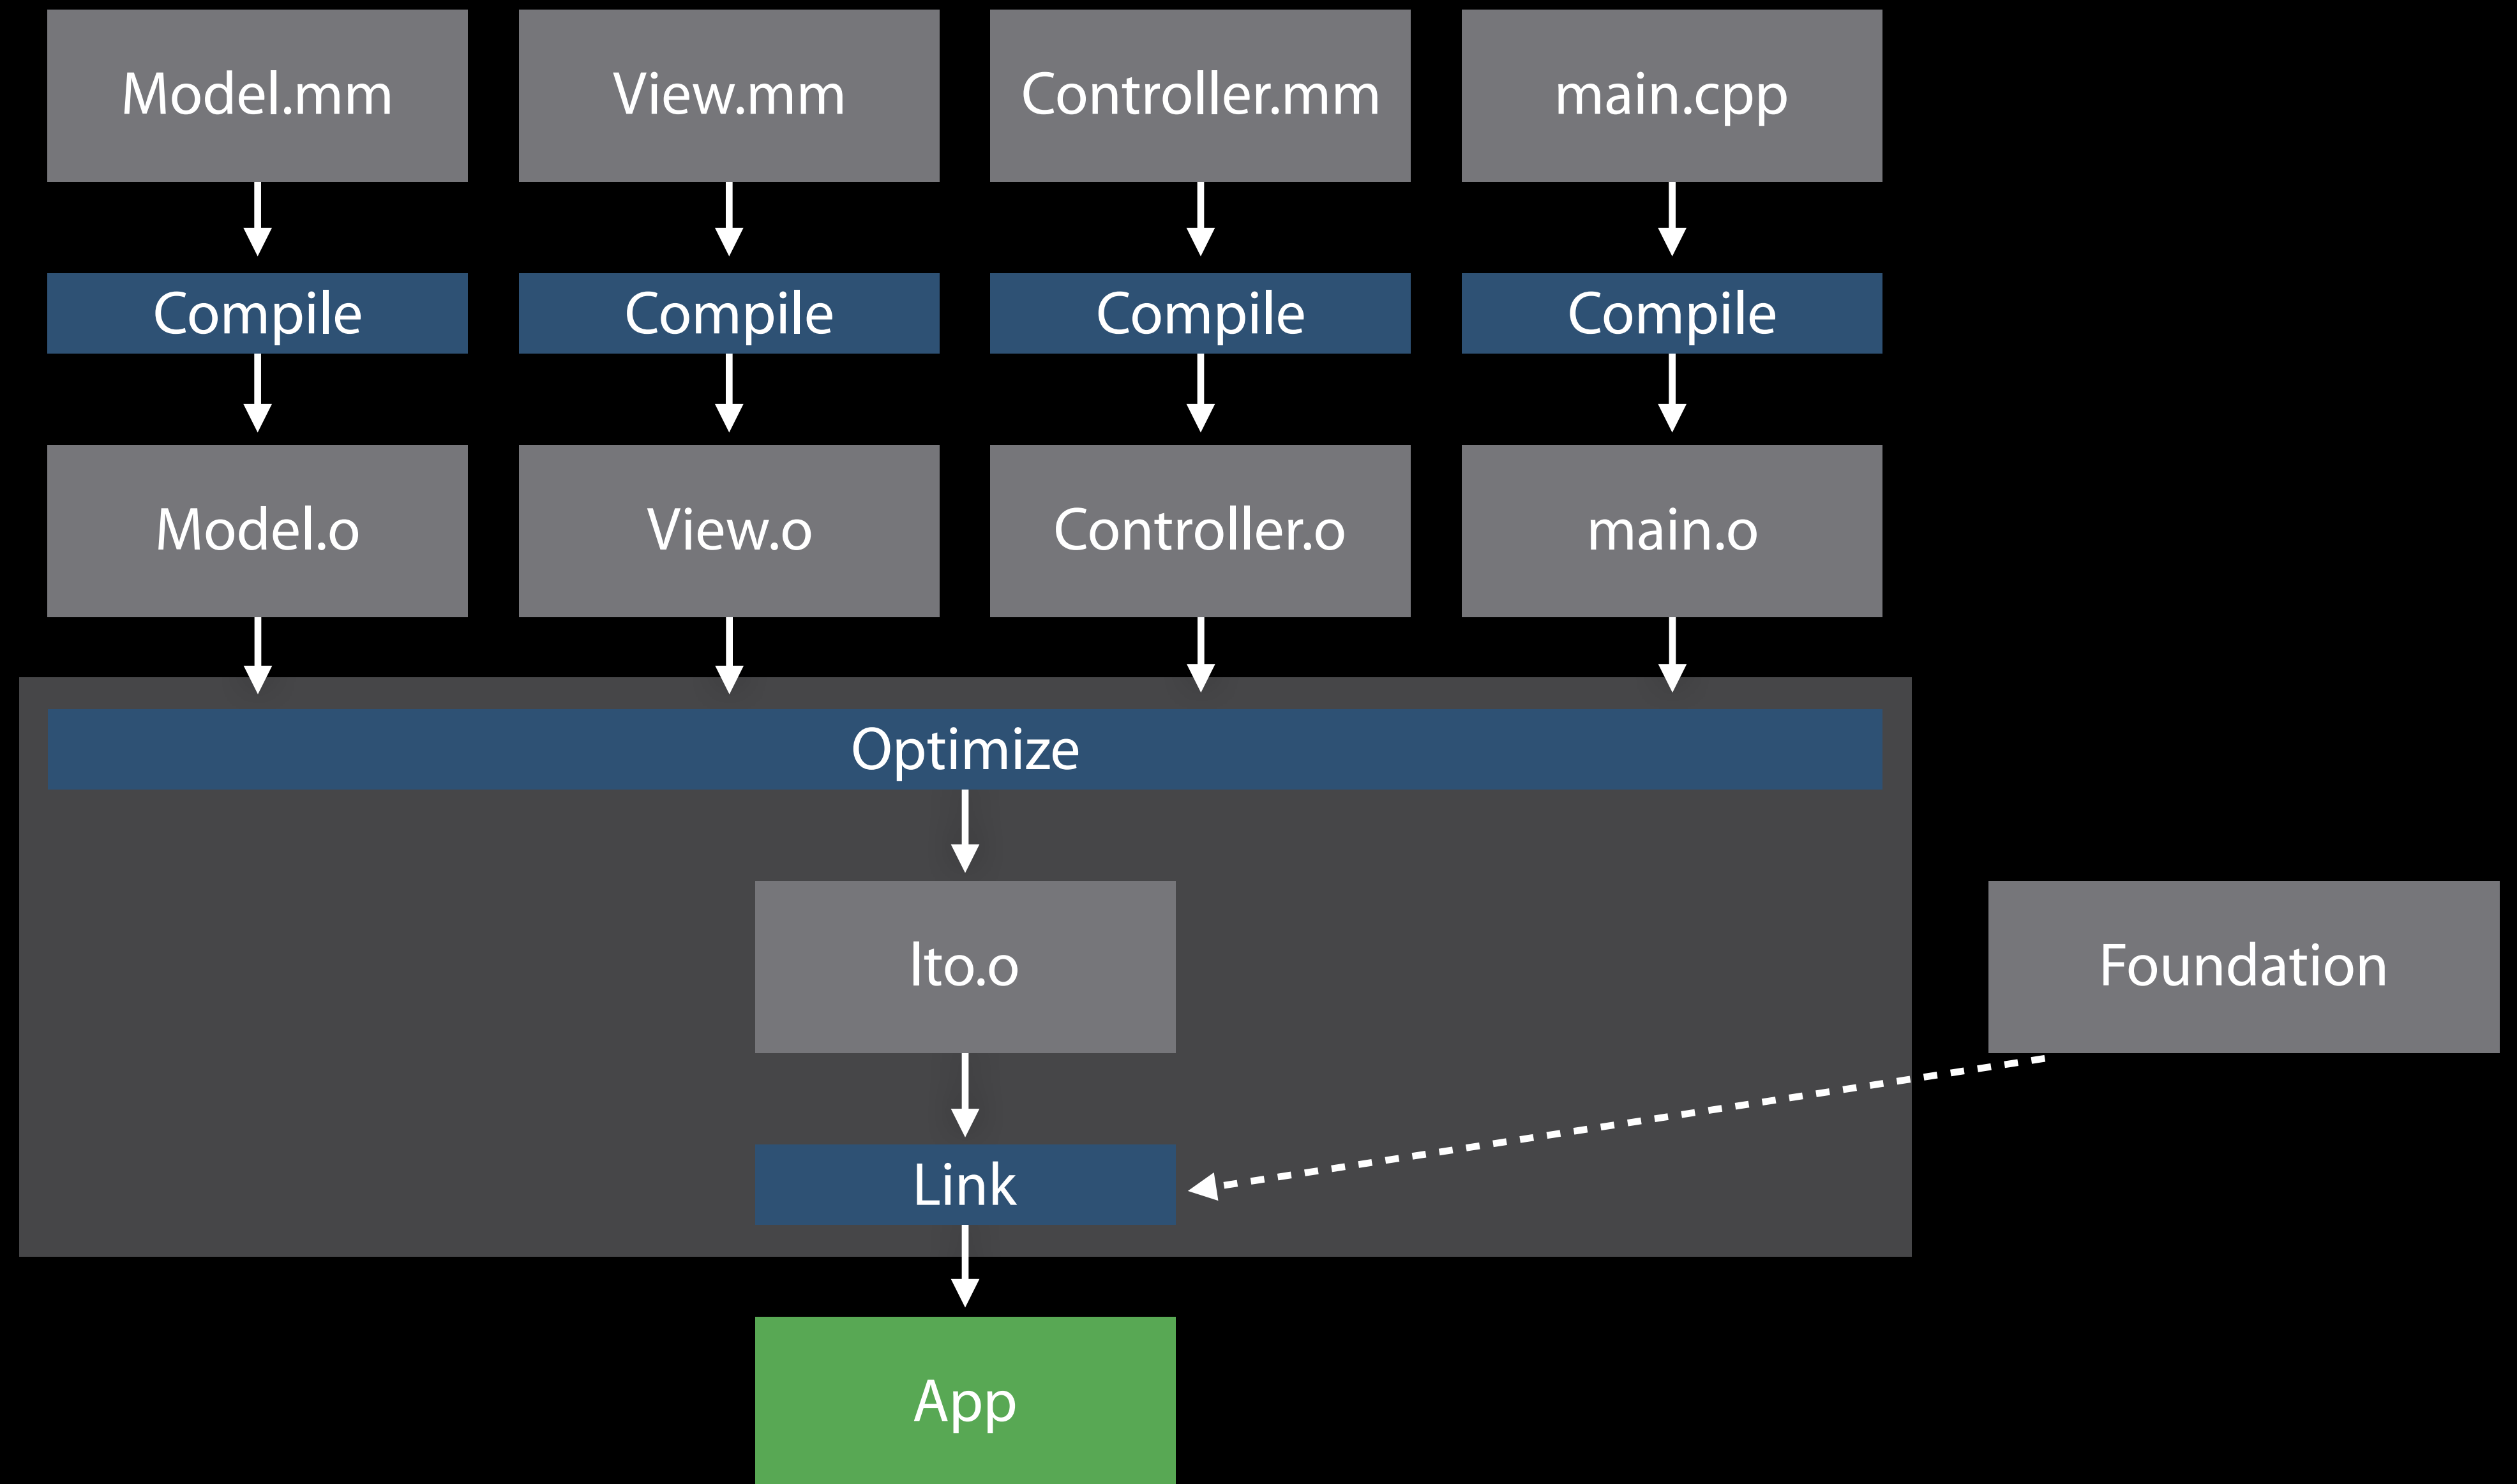 Model.mm
View.mm
Controller.mm
main.cpp
Compile
Compile
Compile
Compile
Model.o
View.o
Controller.o
main.o
Optimize
lto.o
Foundation
Link
App